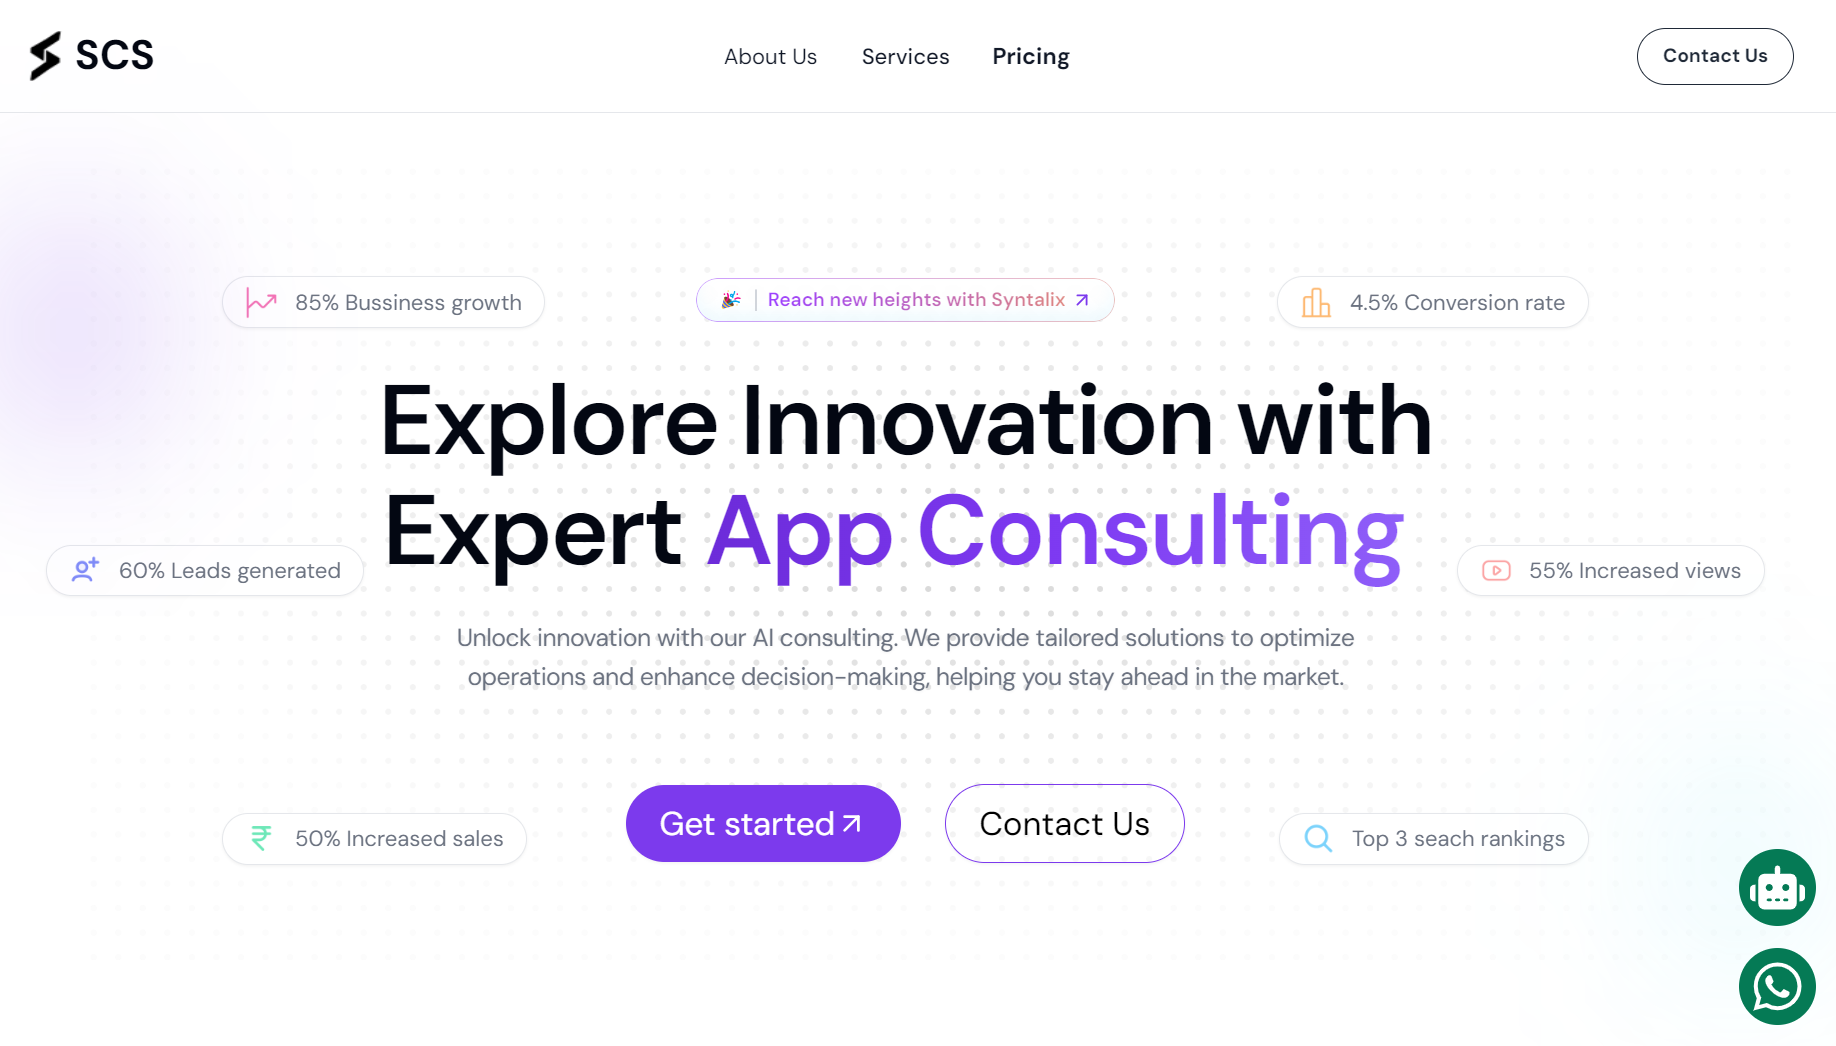 SCS
About Us
Services
Pricing
Contact Us
85% Bussiness growth
Reach new heights with Syntalix
4.5% Conversion rate
Explore Innovation with
Expert App Consulting
60% Leads generated
55% Increased views
Unlock innovation with our AI consulting. We provide tailored solutions to optimize
operations and enhance decision-making, helping you stay ahead in the market.
50% Increased sales
Get started
Contact Us
Top 3 seach rankings